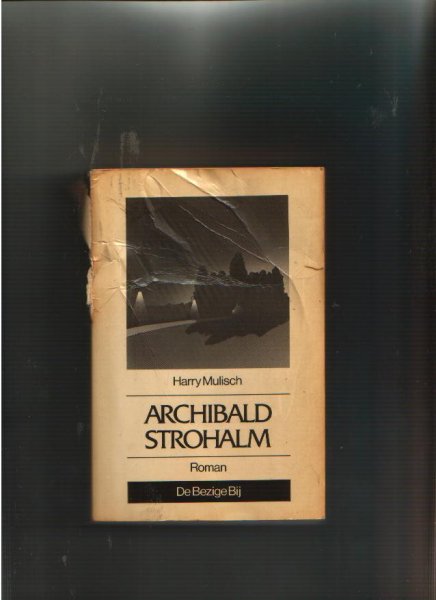 Harry Mulisch
ARCHIBALD
STROHALM
Roman
De Bezige Bij